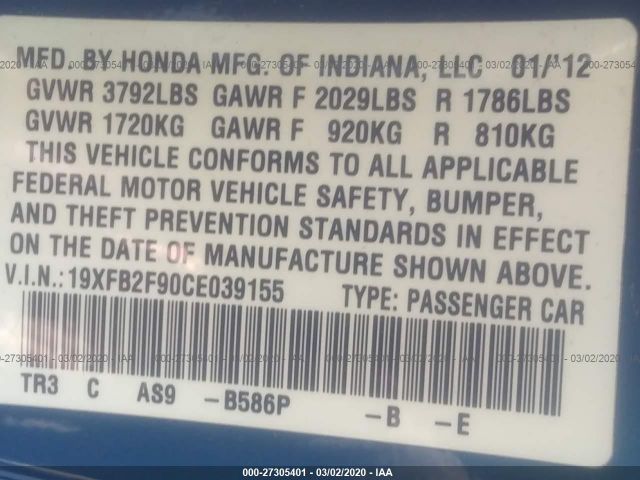 MFD. BY HONDA MFG. OF INDIANA, LLC 01/'12
GVWR 3792LBS GAWR F 2029LBS R 1786LBS
GVWR 1720KG GAWR F 920KG R 810KG
THIS VEHICLE CONFORMS TO ALL APPLICABLE
FEDERAL MOTOR VEHICLE SAFETY, BUMPER,
AND THEFT PREVENTION STANDARDS IN EFFECT
ON THE DATE OF MANUFACTURE SHOWN ABOVE.
V.I.N.:19XFB2F90CE039155 TYPE: PASSENGER CAR
TR3 C AS9 -B586P -B -E
000-27305401 - 03/02/2020 - IAA